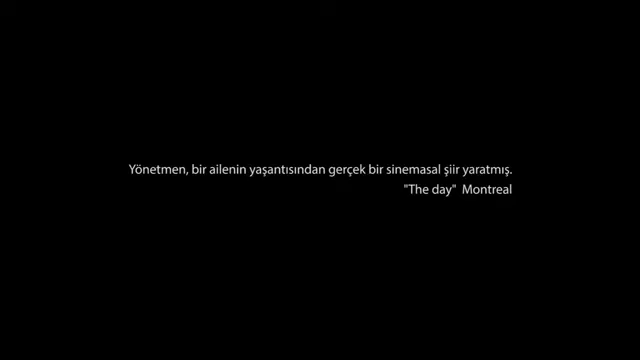 Yönetmen, bir ailenin yaşantısından gerçek bir sinemasal şiir yaratmış.
"The day"  Montreal